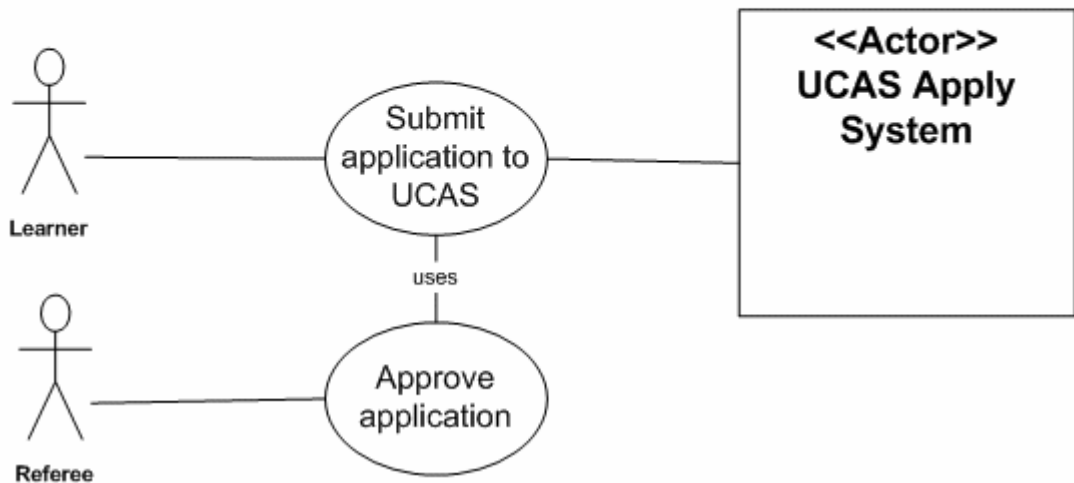 <<Actor>>
UCAS Apply
System
Submit
application to
UCAS
Learner
uses
Approve
application
Referee